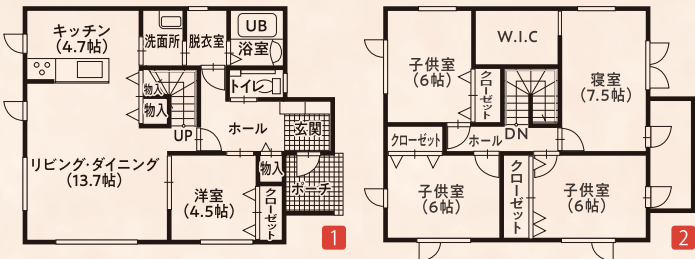 キッチン
(4.7帖)
洗面所
脱衣室
UB
浴室
トイレ
物入
物入
UP
ホール
玄関
リビング・ダイニング
(13.7帖)
洋室
(4.5帖)
物入
クローゼット
ポーチ
1
子供室
(6帖)
W.I.C
クローゼット
寝室
(7.5帖)
DN
クローゼット
ホール
子供室
(6帖)
クローゼット
子供室
(6帖)
2